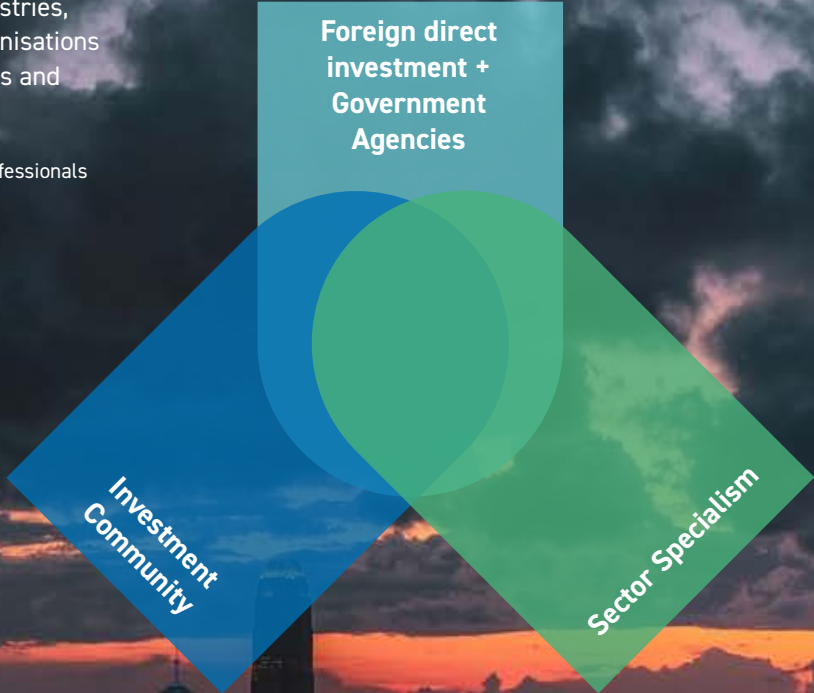 stries,
nisations
s and
fessionals
Foreign direct
investment +
Government
Agencies
Investment
Community
Sector Specialism